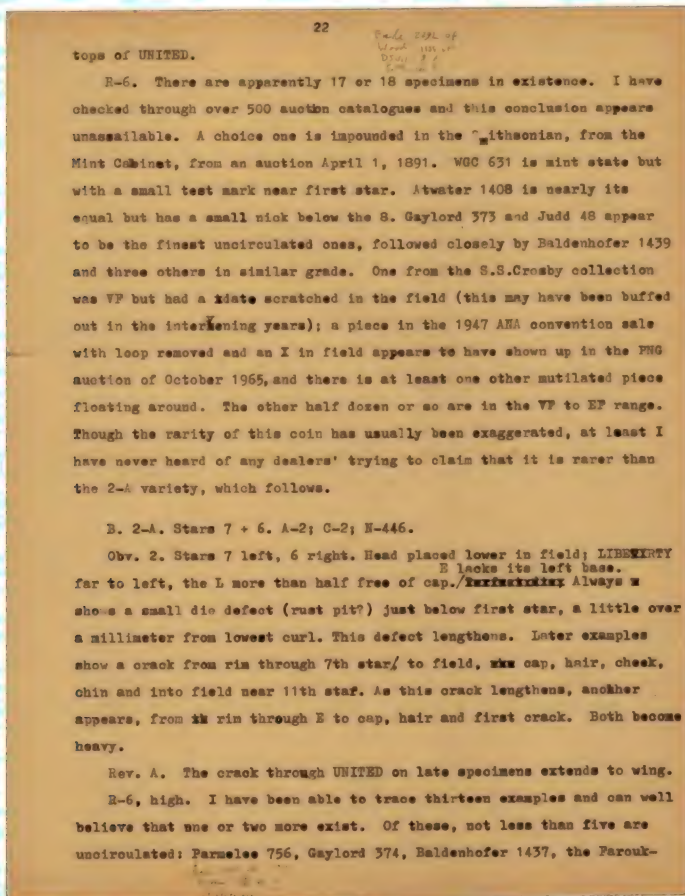 22
tops of UNITED.
R-6. There are apparently 17 or 18 specimens in existence. I have
checked through over 500 auction catalogues and this conclusion appears
unassailable. A choice one is impounded in the Smithsonian, from the
Mint Cabinet, from an auction April 1, 1891. WGC 631 is mint state but
with a small test mark near first star. Atwater 1408 is nearly its
equal but has a small nick below the 8. Gaylord 373 and Judd 48 appear
to be the finest uncirculated ones, followed closely by Baldenhofer 1439
and three others in similar grade. One from the S.S.Crosby collection
was VF but had a date scratched in the field (this may have been buffed
out in the intervening years); a piece in the 1947 ANA convention sale
with loop removed and an X in field appears to have shown up in the PNG
auction of October 1965, and there is at least one other mutilated piece
floating around. The other half dozen or so are in the VF to EF range.
Though the rarity of this coin has usually been exaggerated, at least I
have never heard of any dealers' trying to claim that it is rarer than
the 2-A variety, which follows.
B. 2-A. Stars 7 + 6. A-2; C-2; N-446.
Obv. 2. Stars 7 left, 6 right. Head placed lower in field; LIBERTY
E lacks its left base.
far to left, the L more than half free of cap./ Always
shows a small die defect (rust pit?) just below first star, a little over
a millimeter from lowest curl. This defect lengthens. Later examples
show a crack from rim through 7th star/ to field, cap, hair, cheek,
chin and into field near 11th star. As this crack lengthens, another
appears, from rim through E to cap, hair and first crack. Both become
heavy.
Rev. A. The crack through UNITED on late specimens extends to wing.
R-6, high. I have been able to trace thirteen examples and can well
believe that one or two more exist. Of these, not less than five are
uncirculated: Parmelee 756, Gaylord 374, Baldenhofer 1437, the Farouk-